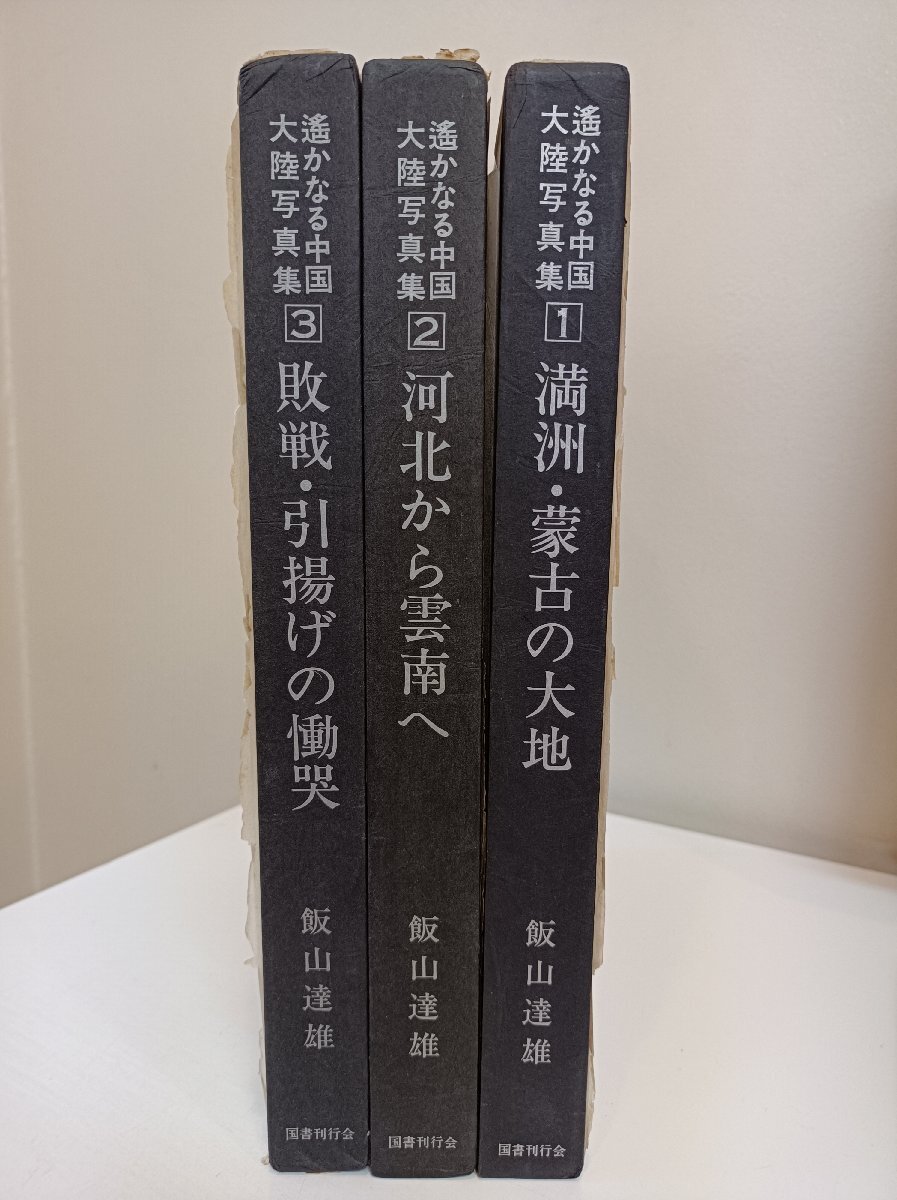 遙かなる中国
大陸写真集
1
満洲・蒙古の大地
飯山達雄
国書刊行会
遙かなる中国
大陸写真集
2
河北から雲南へ
飯山達雄
国書刊行会
遙かなる中国
大陸写真集
3
敗戦・引揚げの慟哭
飯山達雄
国書刊行会